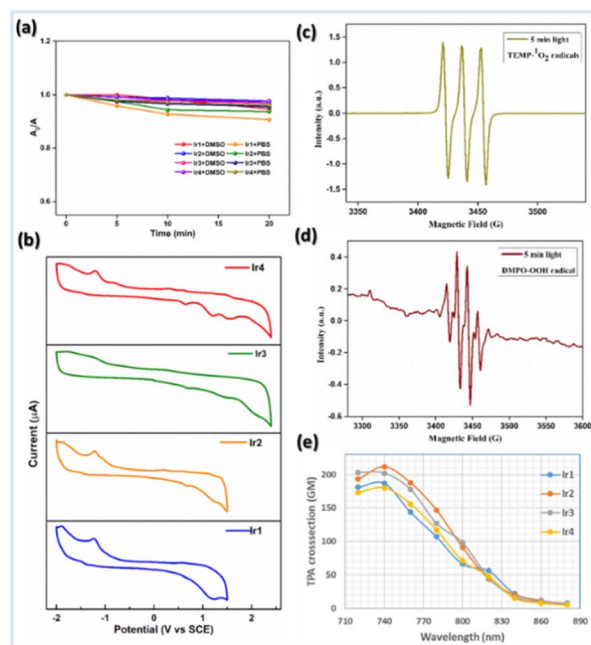 (a)
A₀/A
1.2
1.0
0.8
0.6
0
5
10
15
20
Time (min)
Ir1+DMSO
Ir1+PBS
Ir2+DMSO
Ir2+PBS
Ir3+DMSO
Ir3+PBS
Ir4+DMSO
Ir4+PBS
(b)
Current (μA)
Ir4
Ir3
Ir2
Ir1
-2
-1
0
1
2
Potential (V vs SCE)
(c)
Intensity (a.u.)
1.5
1.0
0.5
0.0
-0.5
-1.0
-1.5
5 min light
TEMP-¹O₂
radicals
3350
3400
3450
3500
Magnetic Field (G)
(d)
Intensity (a.u.)
0.4
0.2
0.0
-0.2
-0.4
-0.6
5 min light
DMPO-OOH radical
3300
3350
3400
3450
3500
3550
3600
Magnetic Field (G)
(e)
TPA crosssection (GM)
200
150
100
50
0
Ir1
Ir2
Ir3
Ir4
710
740
770
800
830
860
890
Wavelength (nm)